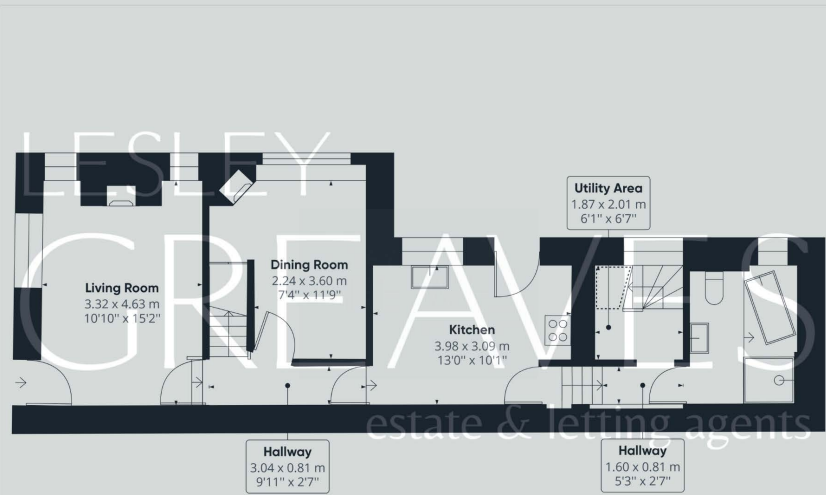 LESLEY
GREAVES
estate & letting agents
Utility Area
1.87 x 2.01 m
6'1" x 6'7"
Living Room
3.32 x 4.63 m
10'10" x 15'2"
Dining Room
2.24 x 3.60 m
7'4" x 11'9"
Kitchen
3.98 x 3.09 m
13'0" x 10'1"
Hallway
3.04 x 0.81 m
9'11" x 2'7"
Hallway
1.60 x 0.81 m
5'3" x 2'7"